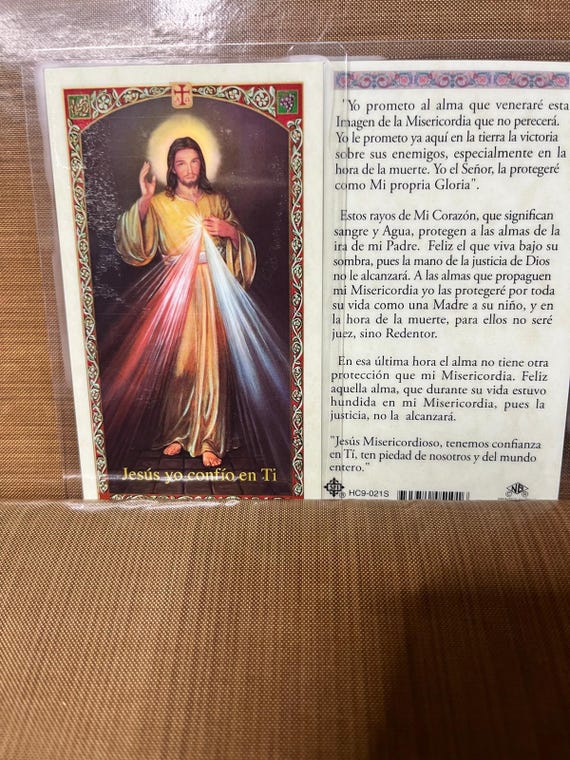 Jesús yo confío en Ti
"Yo prometo al alma que veneraré esta
Imagen de la Misericordia que no perecerá.
Yo le prometo ya aquí en la tierra la victoria
sobre sus enemigos, especialmente en la
hora de la muerte. Yo el Señor, la protegeré
como Mi propria Gloria".
Estos rayos de Mi Corazón, que significan
sangre y Agua, protegen a las almas de la
ira de mi Padre. Feliz el que viva bajo su
sombra, pues la mano de la justicia de Dios
no le alcanzará. A las almas que propaguen
mi Misericordia yo las protegeré por toda
su vida como una Madre a su niño, y en
la hora de la muerte, para ellos no seré
juez, sino Redentor.
En esa última hora el alma no tiene otra
protección que mi Misericordia. Feliz
aquella alma, que durante su vida estuvo
hundida en mi Misericordia, pues la
justicia, no la alcanzará.
"Jesús Misericordioso, tenemos confianza
en Tí, ten piedad de nosotros y del mundo
entero."
HC9-021S
NB